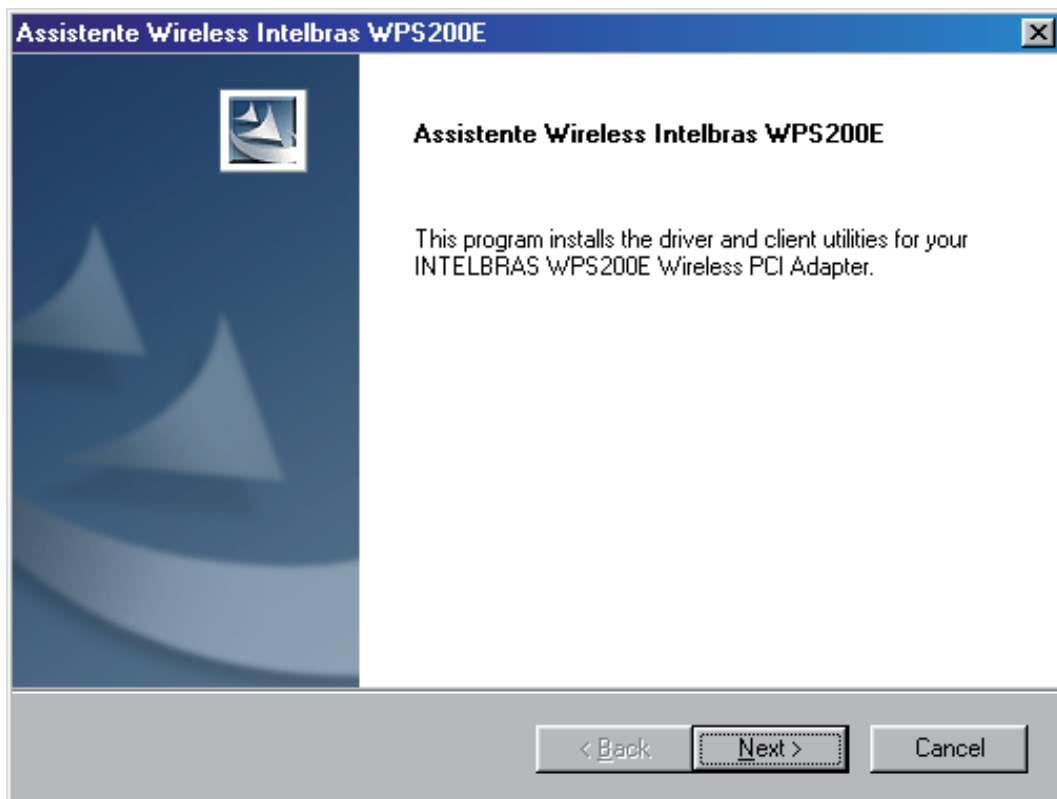 Assistente Wireless Intelbras WPS200E
Assistente Wireless Intelbras WPS200E
This program installs the driver and client utilities for your
INTELBRAS WPS200E Wireless PCI Adapter.
< Back
Next >
Cancel